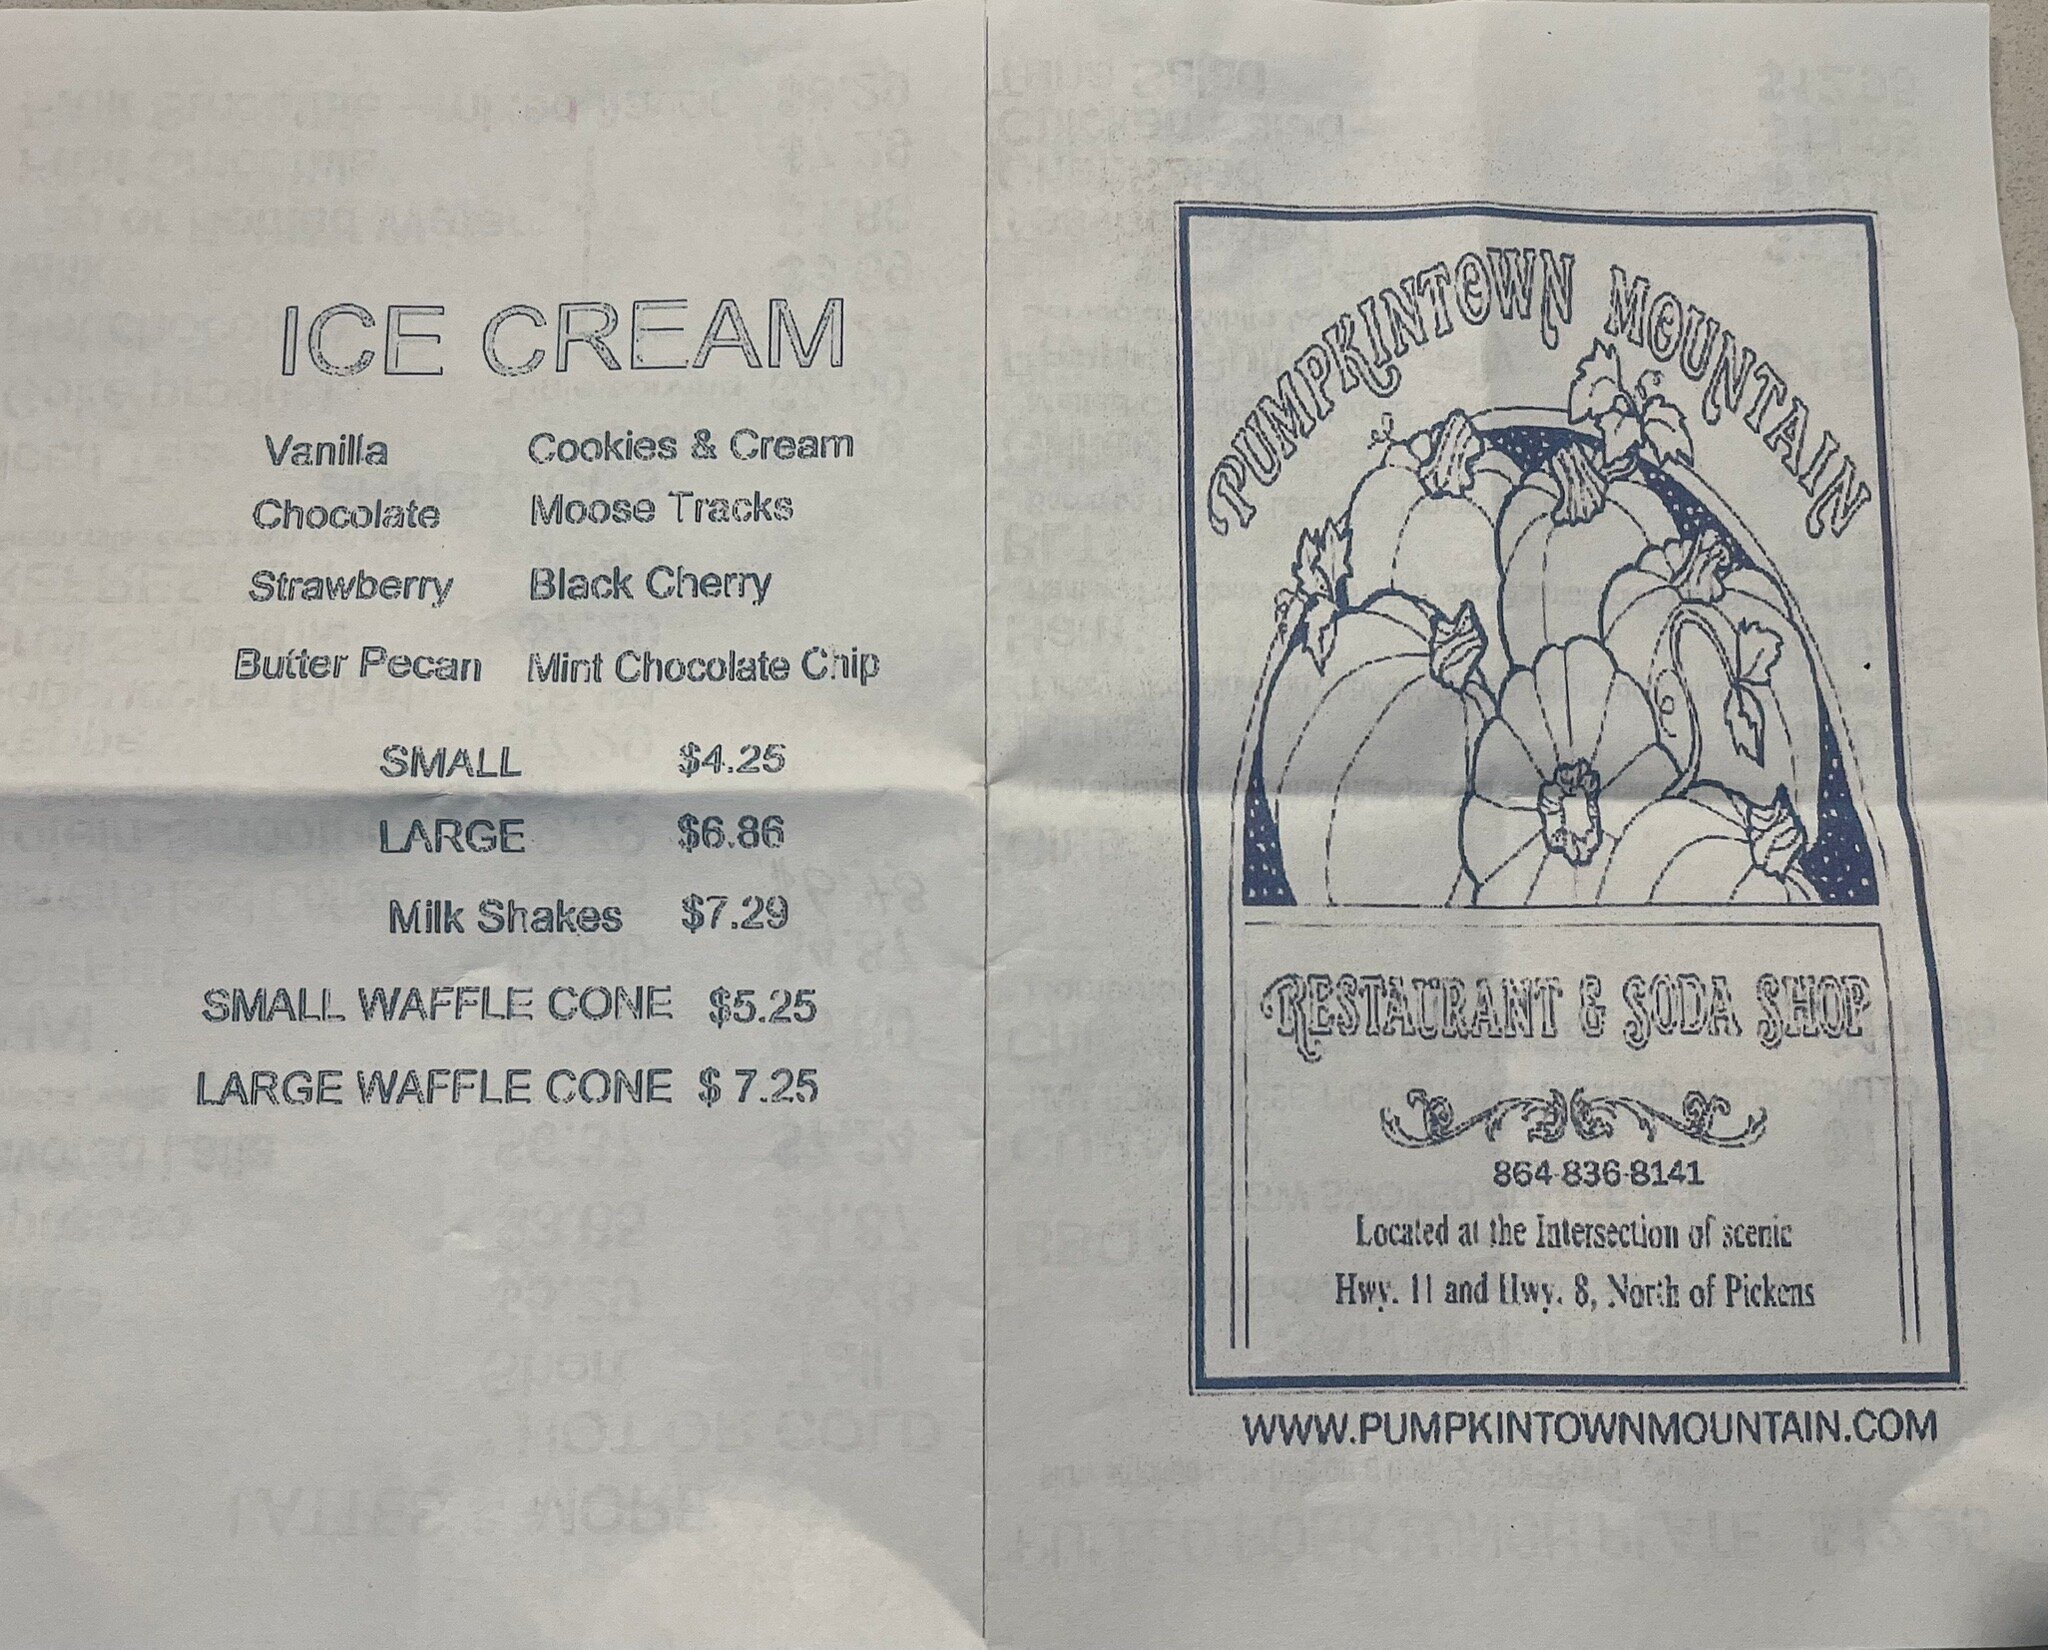 ICE CREAM
Vanilla Cookies & Cream
Chocolate Moose Tracks
Strawberry Black Cherry
Butter Pecan Mint Chocolate Chip
SMALL $4.25
LARGE $6.86
Milk Shakes $7.29
SMALL WAFFLE CONE $5.25
LARGE WAFFLE CONE $ 7.25
PUMPKINTOWN MOUNTAIN
RESTAURANT & SODA SHOP
864-836-8141
Located at the Intersection of scenic
Hwy. 11 and Hwy. 8, North of Pickens
WWW.PUMPKINTOWNMOUNTAIN.COM